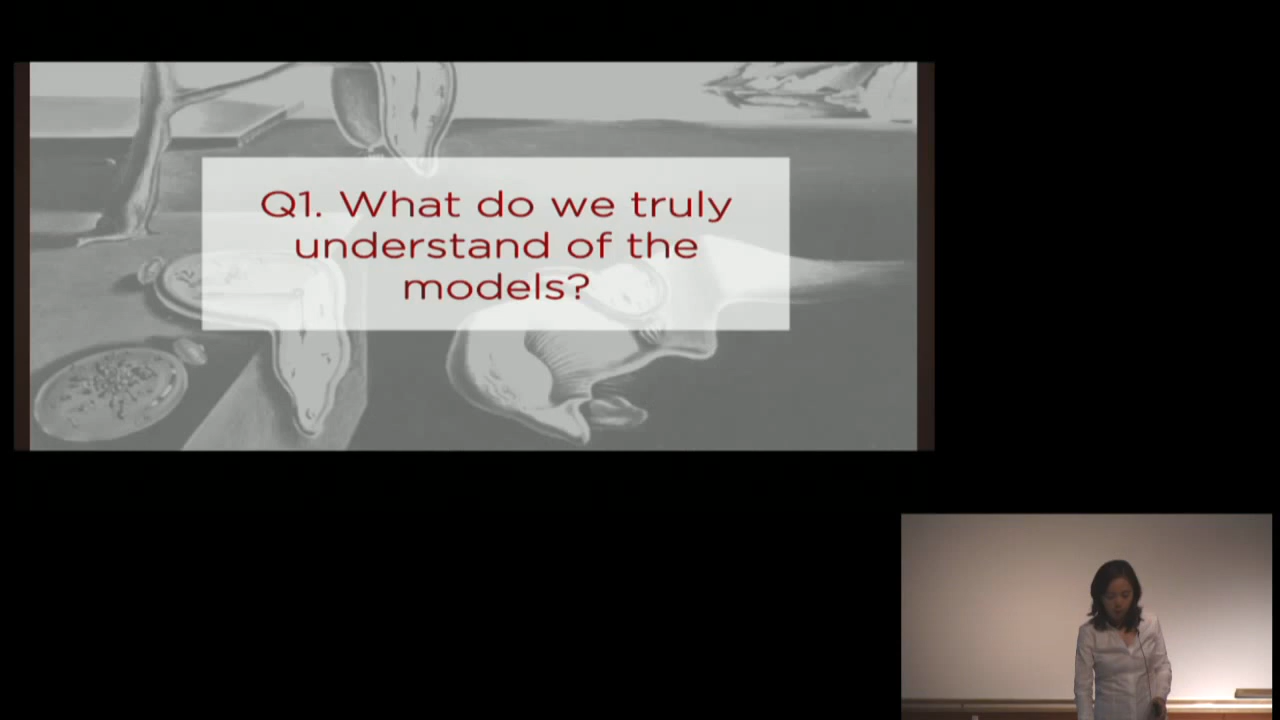 Q1. What do we truly
understand of the
models?